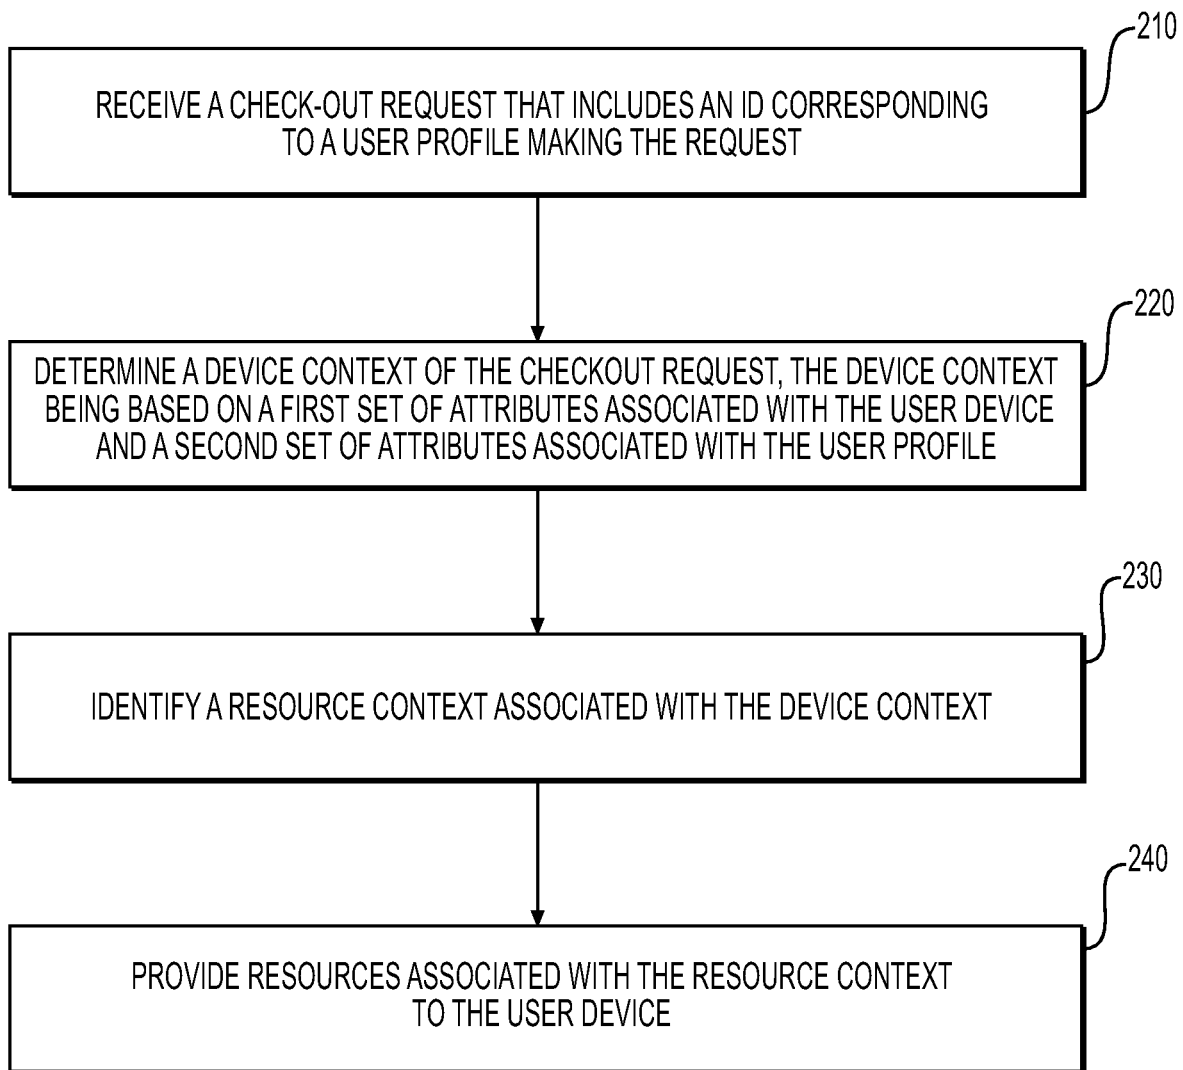 210
RECEIVE A CHECK-OUT REQUEST THAT INCLUDES AN ID CORRESPONDING
TO A USER PROFILE MAKING THE REQUEST
220
DETERMINE A DEVICE CONTEXT OF THE CHECKOUT REQUEST, THE DEVICE CONTEXT
BEING BASED ON A FIRST SET OF ATTRIBUTES ASSOCIATED WITH THE USER DEVICE
AND A SECOND SET OF ATTRIBUTES ASSOCIATED WITH THE USER PROFILE
230
IDENTIFY A RESOURCE CONTEXT ASSOCIATED WITH THE DEVICE CONTEXT
240
PROVIDE RESOURCES ASSOCIATED WITH THE RESOURCE CONTEXT
TO THE USER DEVICE